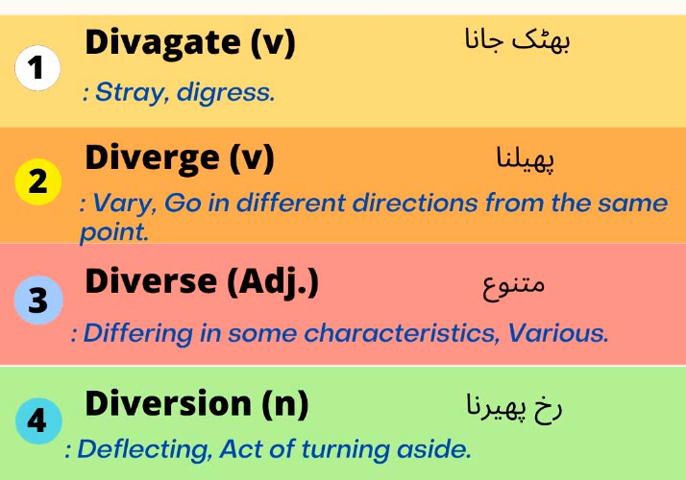 1
Divagate (v) بھٹک جانا
: Stray, digress.
2
Diverge (v) پھیلنا
: Vary, Go in different directions from the same
point.
3
Diverse (Adj.) متنوع
: Differing in some characteristics, Various.
4
Diversion (n) رخ پھیرنا
: Deflecting, Act of turning aside.